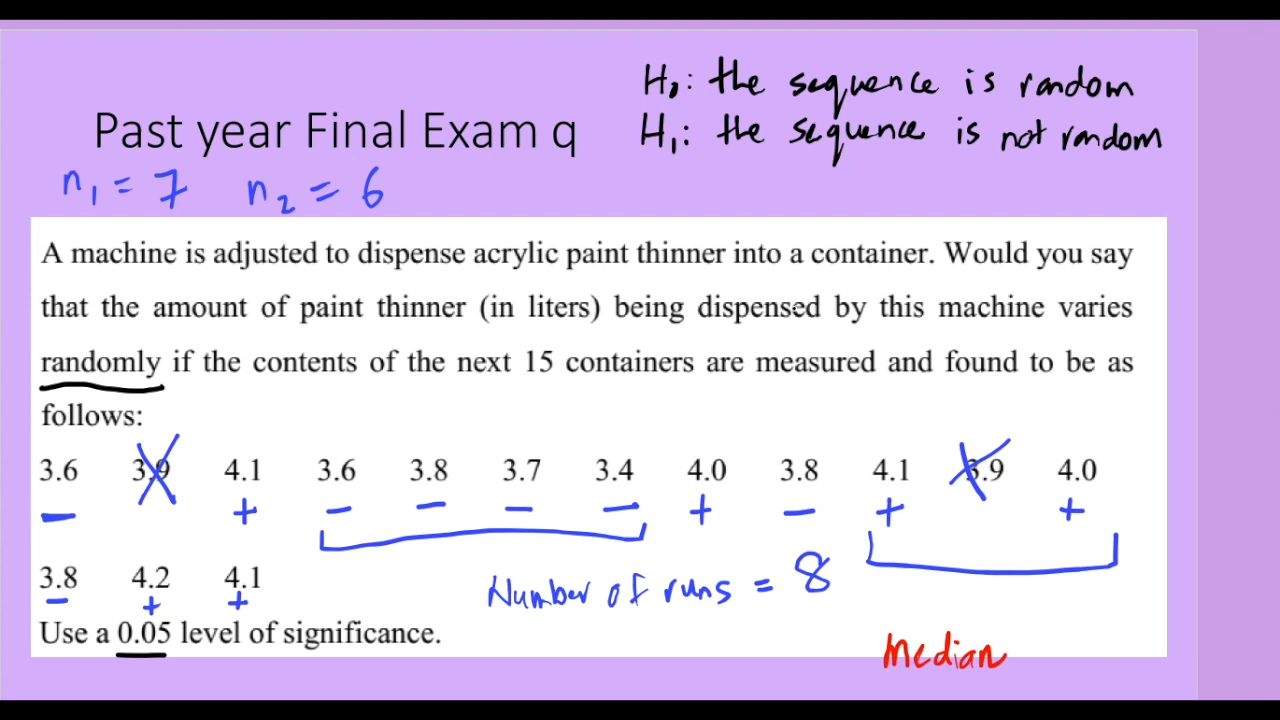 H₀: the sequence is random
Past year Final Exam q
H₁: the sequence is not random
n₁ = 7 n₂ = 6
A machine is adjusted to dispense acrylic paint thinner into a container. Would you say
that the amount of paint thinner (in liters) being dispensed by this machine varies
randomly if the contents of the next 15 containers are measured and found to be as
follows:
3.6 3.9 4.1 3.6 3.8 3.7 3.4 4.0 3.8 4.1 3.9 4.0
− + − − − − + − + +
3.8 4.2 4.1
− + +
Number of runs = 8
Use a 0.05 level of significance.
Median